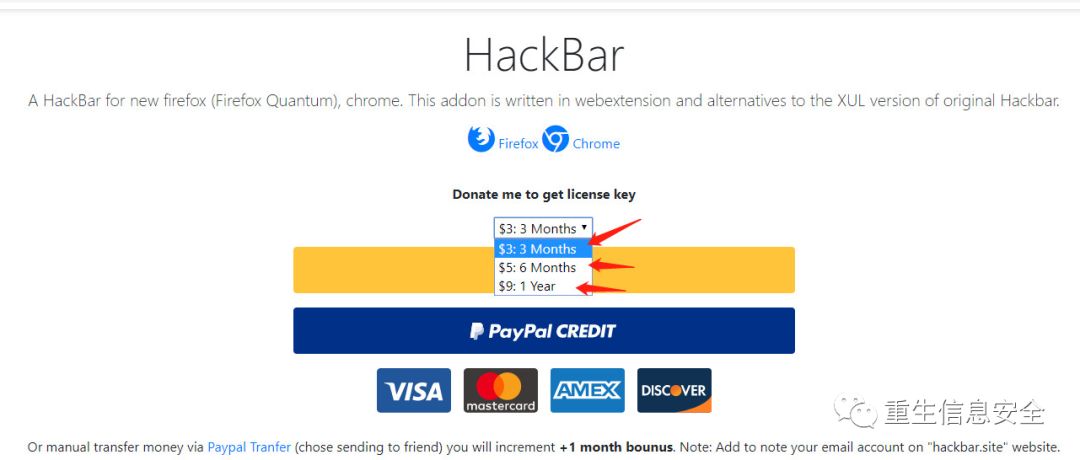 HackBar
A HackBar for new firefox (Firefox Quantum), chrome. This addon is written in webextension and alternatives to the XUL version of original Hackbar.
Firefox Chrome
Donate me to get license key
$3: 3 Months
$3: 3 Months
$5: 6 Months
$9: 1 Year
PayPal CREDIT
VISA mastercard AMEX DISCOVER
重生信息安全
Or manual transfer money via Paypal Tranfer (chose sending to friend) you will increment +1 month bounus. Note: Add to note your email account on "hackbar.site" website.